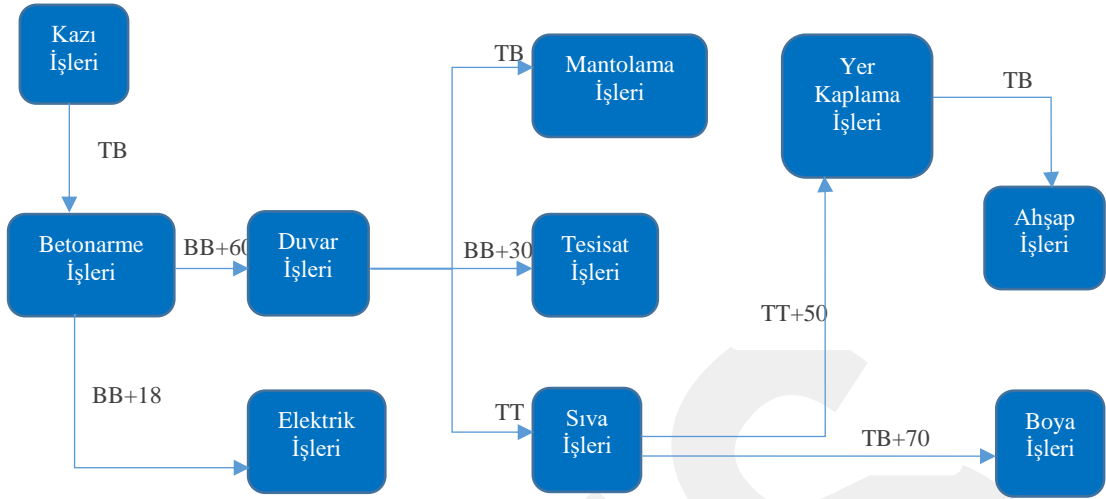 Kazı
İşleri
TB
Mantolama
İşleri
Yer
Kaplama
İşleri
TB
TB
Betonarme
İşleri
BB+60
Duvar
İşleri
BB+30
Tesisat
İşleri
Ahşap
İşleri
TT+50
BB+18
Elektrik
İşleri
TT
Sıva
İşleri
TB+70
Boya
İşleri